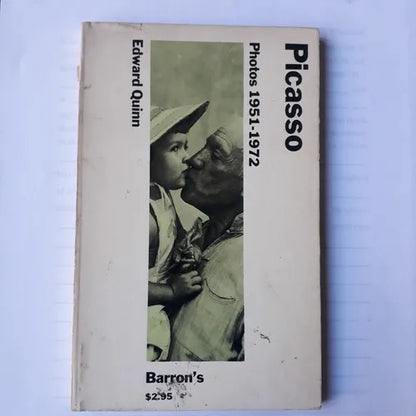 Picasso
Photos 1951-1972
Edward Quinn
Barron's
$2.95